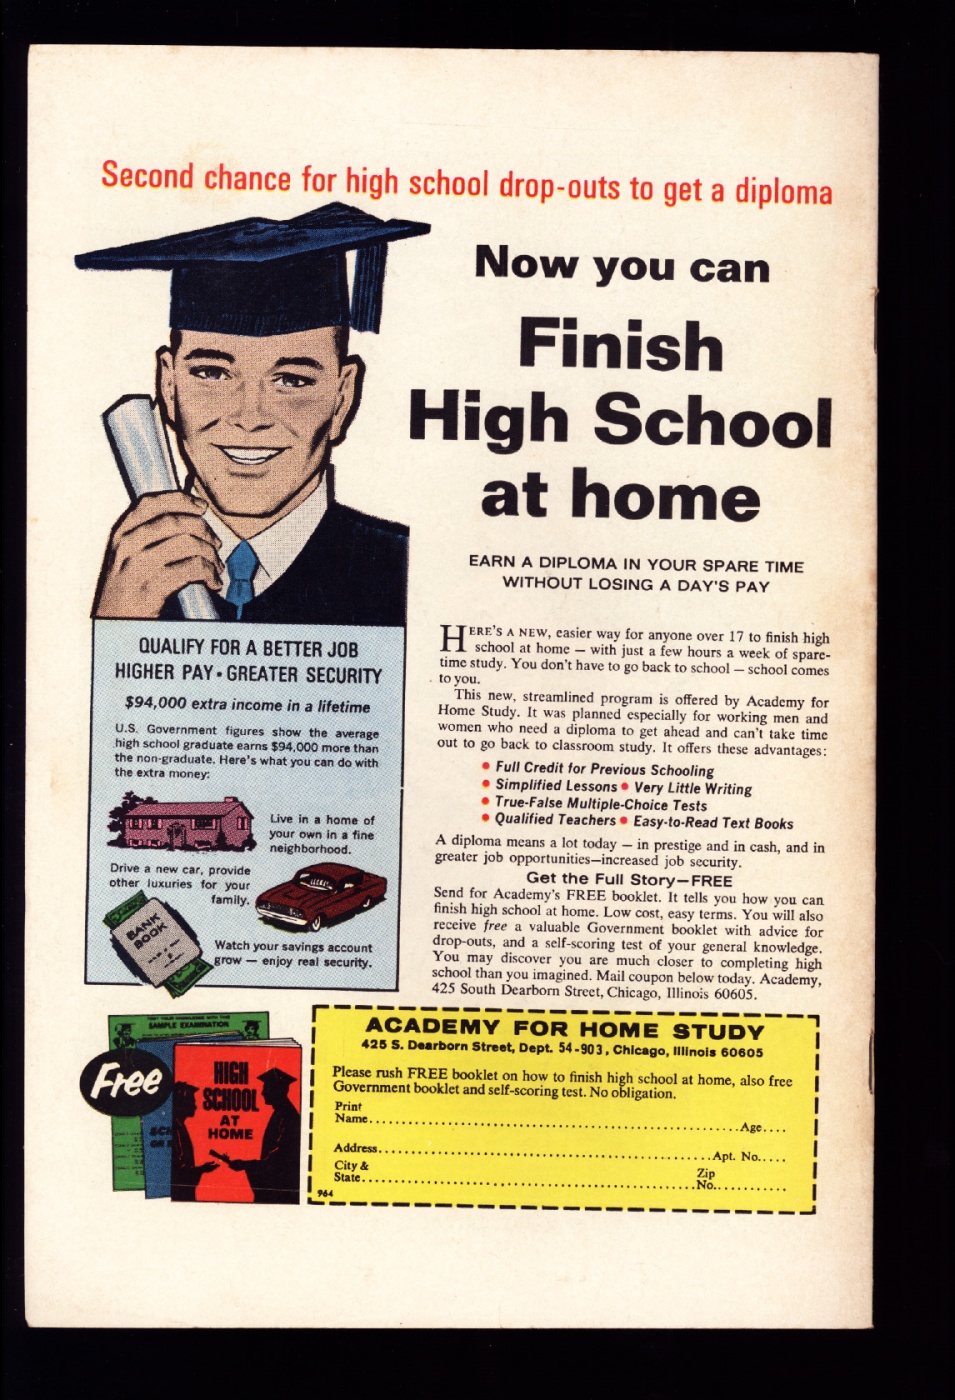 Second chance for high school drop-outs to get a diploma
Now you can
Finish
High School
at home
EARN A DIPLOMA IN YOUR SPARE TIME
WITHOUT LOSING A DAY'S PAY
QUALIFY FOR A BETTER JOB
HIGHER PAY • GREATER SECURITY
$94,000 extra income in a lifetime
U.S. Government figures show the average
high school graduate earns $94,000 more than
the non-graduate. Here's what you can do with
the extra money:
Live in a home of
your own in a fine
neighborhood.
Drive a new car, provide
other luxuries for your
family.
BANK
BOOK
Watch your savings account
grow — enjoy real security.
HERE'S A NEW, easier way for anyone over 17 to finish high
school at home — with just a few hours a week of spare-
time study. You don't have to go back to school — school comes
to you.
This new, streamlined program is offered by Academy for
Home Study. It was planned especially for working men and
women who need a diploma to get ahead and can't take time
out to go back to classroom study. It offers these advantages:
• Full Credit for Previous Schooling
• Simplified Lessons • Very Little Writing
• True-False Multiple-Choice Tests
• Qualified Teachers • Easy-to-Read Text Books
A diploma means a lot today — in prestige and in cash, and in
greater job opportunities—increased job security.
Get the Full Story—FREE
Send for Academy's FREE booklet. It tells you how you can
finish high school at home. Low cost, easy terms. You will also
receive free a valuable Government booklet with advice for
drop-outs, and a self-scoring test of your general knowledge.
You may discover you are much closer to completing high
school than you imagined. Mail coupon below today. Academy,
425 South Dearborn Street, Chicago, Illinois 60605.
SAMPLE EXAMINATION
Free
HIGH
SCHOOL
AT
HOME
ACADEMY FOR HOME STUDY
425 S. Dearborn Street, Dept. 54-903, Chicago, Illinois 60605
Please rush FREE booklet on how to finish high school at home, also free
Government booklet and self-scoring test. No obligation.
Print
Name........Age....
Address........Apt. No.....
City & Zip
State........No...........
964